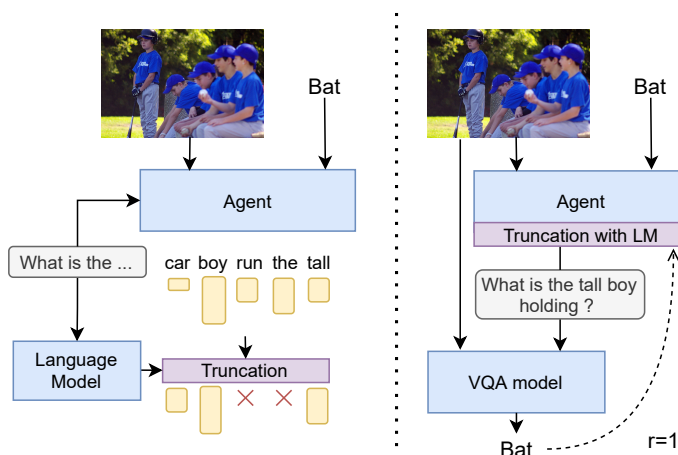 Bat
Agent
What is the ...
car boy run the tall
Language
Model
Truncation
Bat
Agent
Truncation with LM
What is the tall boy
holding ?
VQA model
Bat
r=1